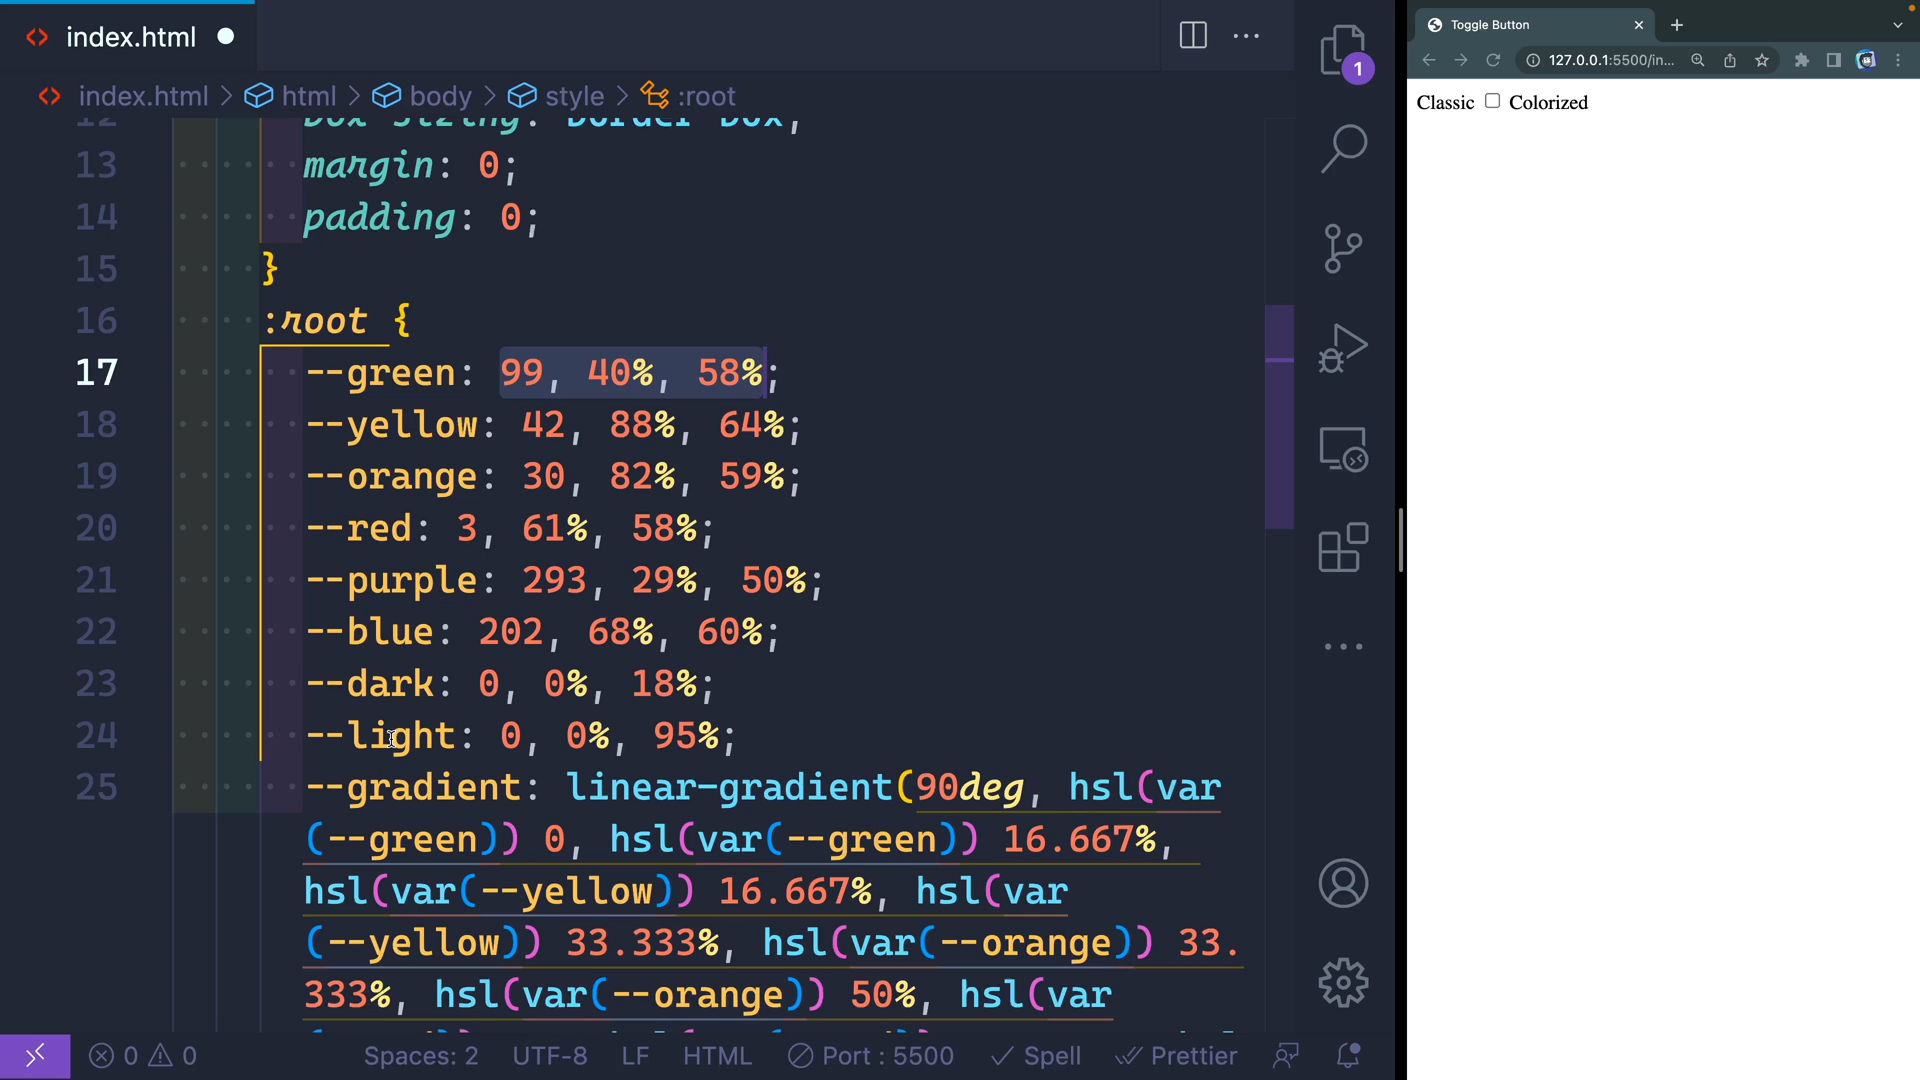 index.html
index.html > html > body > style > :root
12 box-sizing: border-box;
13 margin: 0;
14 padding: 0;
15 }
16 :root {
17 --green: 99, 40%, 58%;
18 --yellow: 42, 88%, 64%;
19 --orange: 30, 82%, 59%;
20 --red: 3, 61%, 58%;
21 --purple: 293, 29%, 50%;
22 --blue: 202, 68%, 60%;
23 --dark: 0, 0%, 18%;
24 --light: 0, 0%, 95%;
25 --gradient: linear-gradient(90deg, hsl(var
(--green)) 0, hsl(var(--green)) 16.667%,
hsl(var(--yellow)) 16.667%, hsl(var
(--yellow)) 33.333%, hsl(var(--orange)) 33.
333%, hsl(var(--orange)) 50%, hsl(var
0 0 Spaces: 2 UTF-8 LF HTML Port : 5500 Spell Prettier
1
Toggle Button
127.0.0.1:5500/in...
Classic Colorized